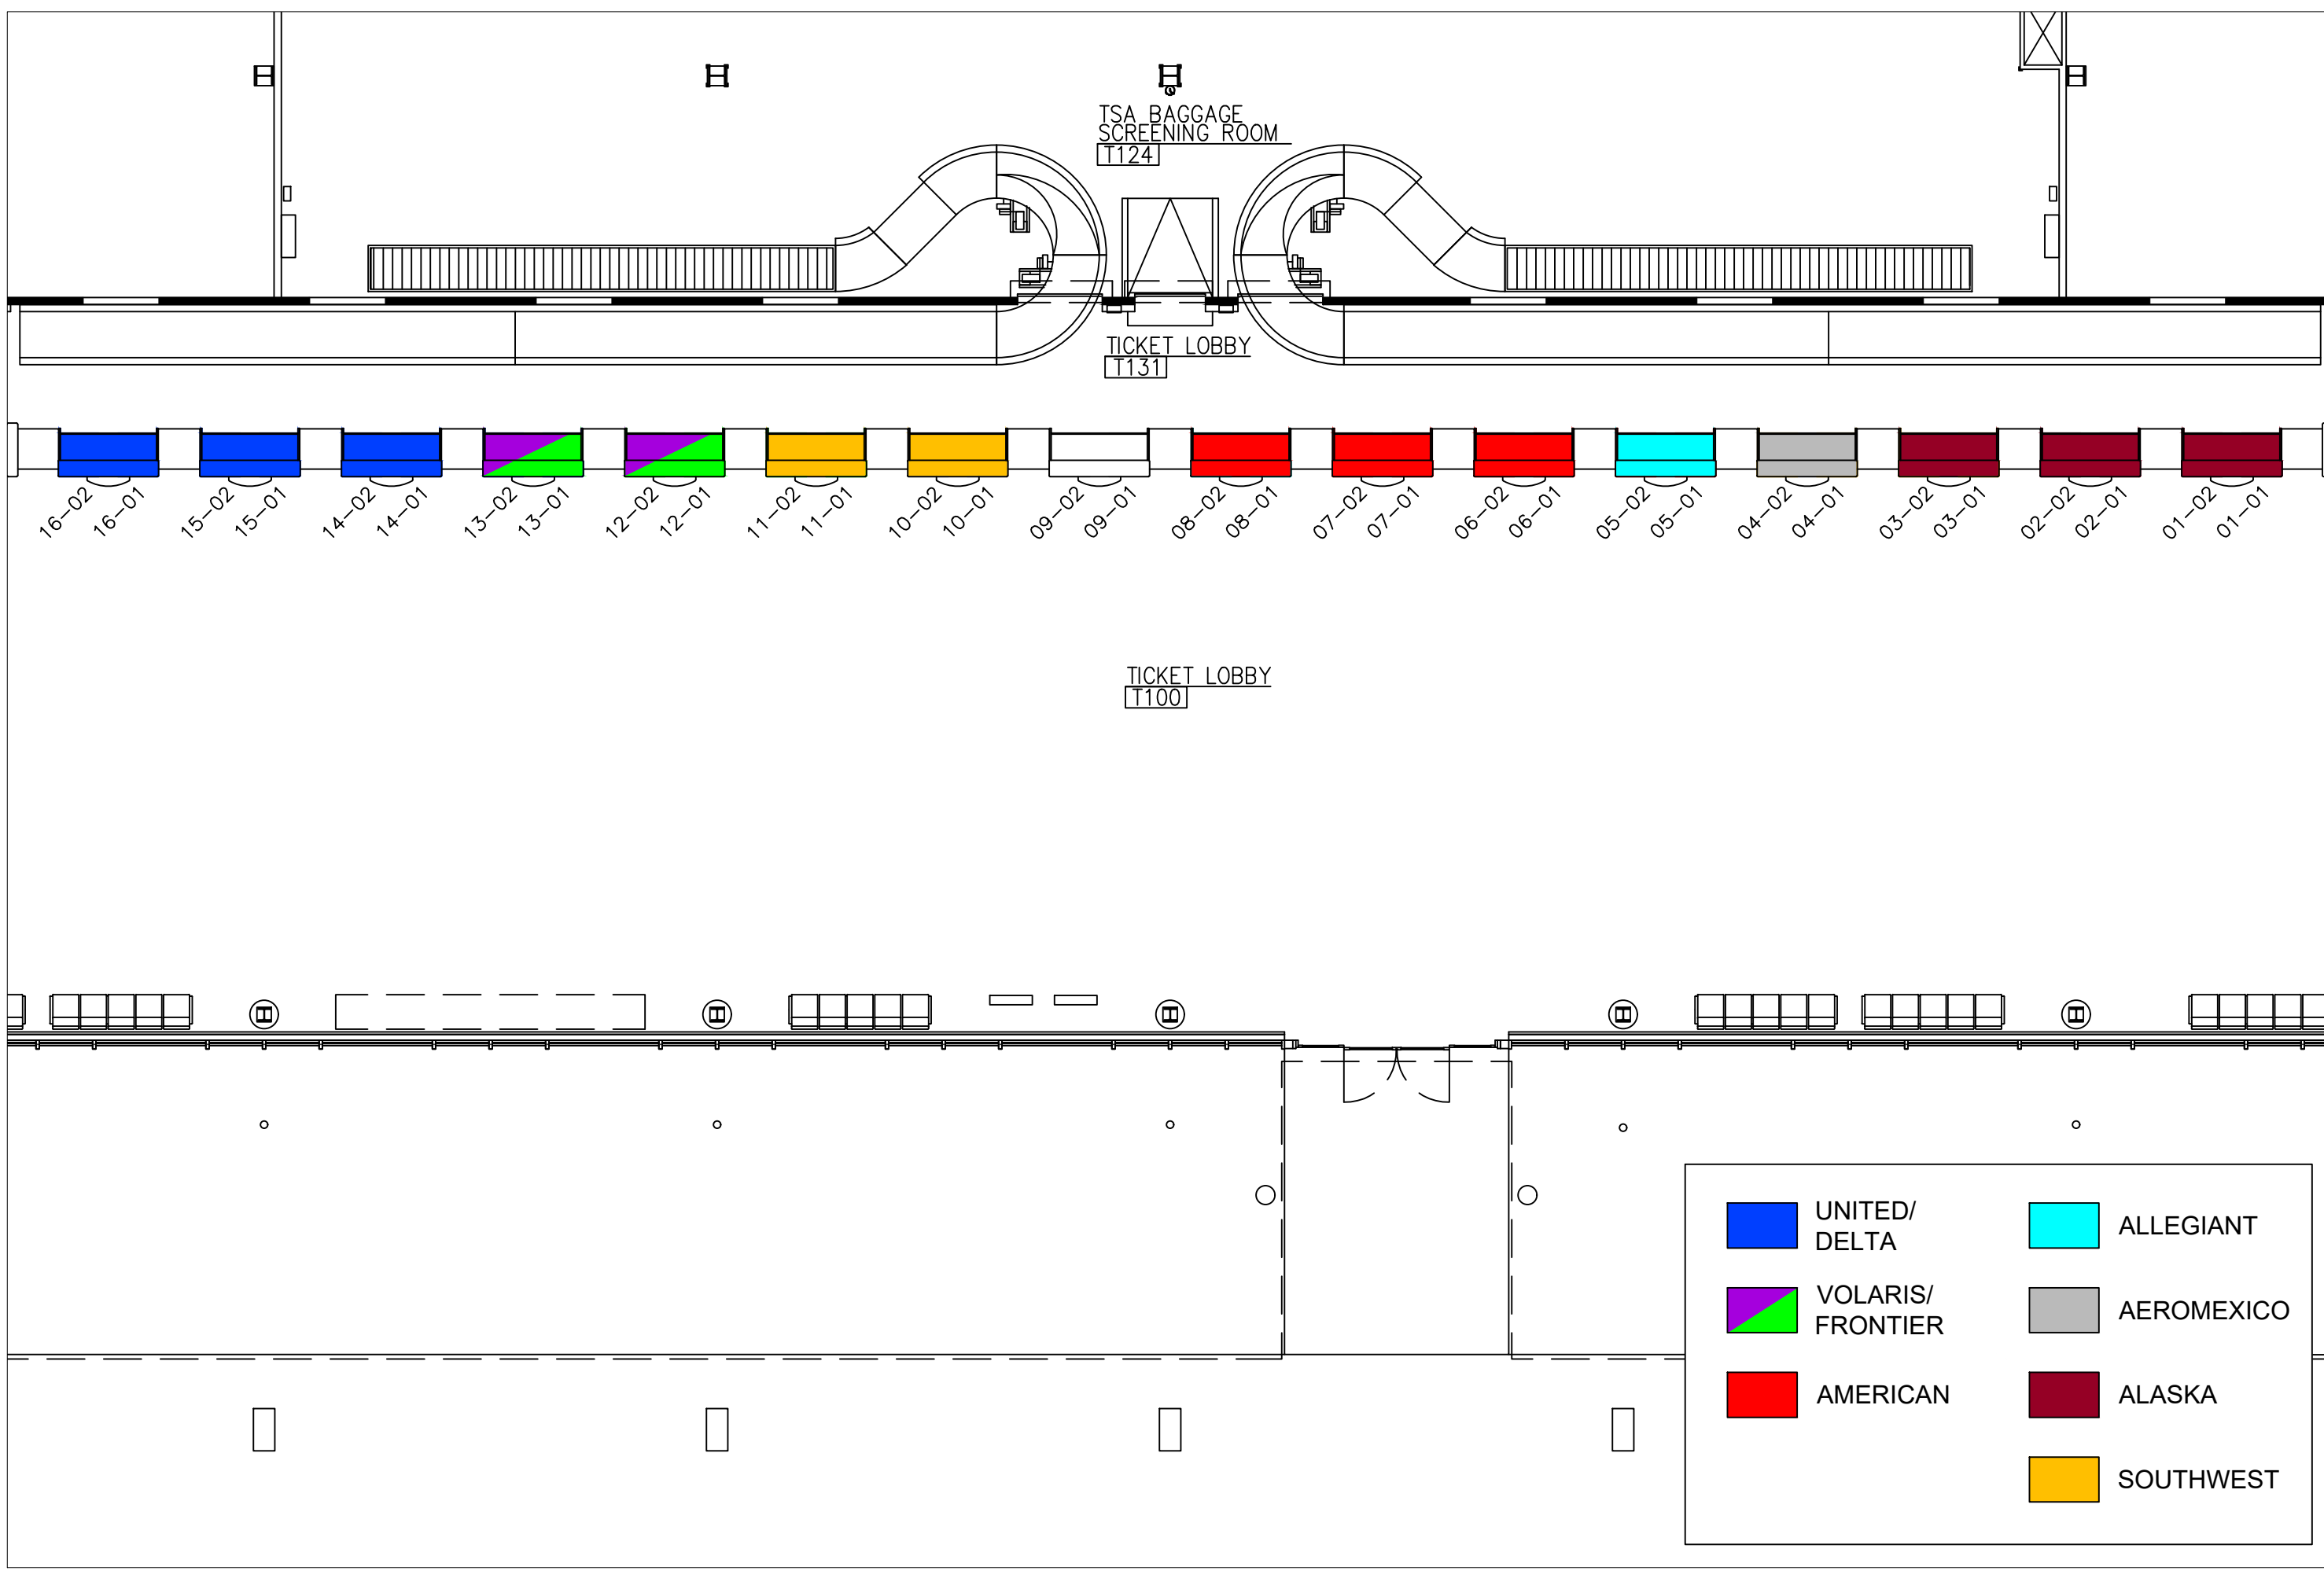 TSA BAGGAGE
SCREENING ROOM
T124
TICKET LOBBY
T131
16-02 16-01 15-02 15-01 14-02 14-01 13-02 13-01 12-02 12-01 11-02 11-01 10-02 10-01 09-02 09-01 08-02 08-01 07-02 07-01 06-02 06-01 05-02 05-01 04-02 04-01 03-02 03-01 02-02 02-01 01-02 01-01
TICKET LOBBY
T100
UNITED/
DELTA
VOLARIS/
FRONTIER
AMERICAN
ALLEGIANT
AEROMEXICO
ALASKA
SOUTHWEST